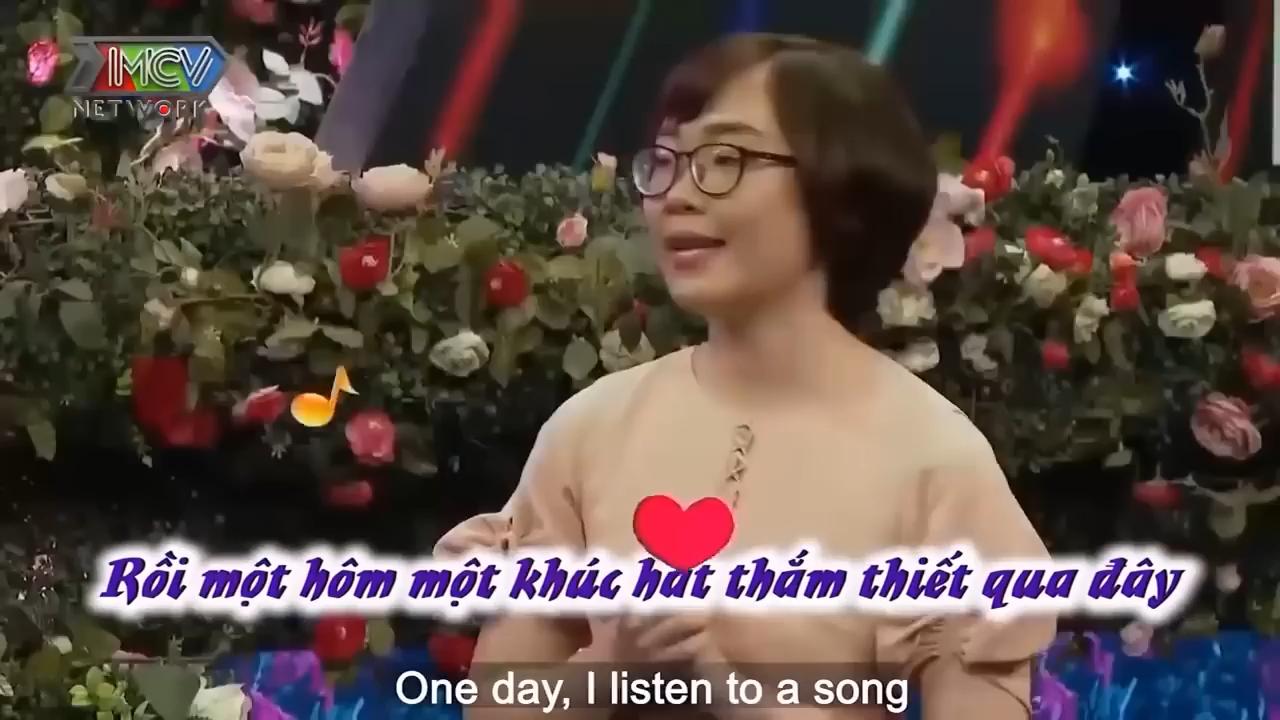 MCV
NETWORK
Rồi một hôm một khúc hát thắm thiết qua đây
One day, I listen to a song